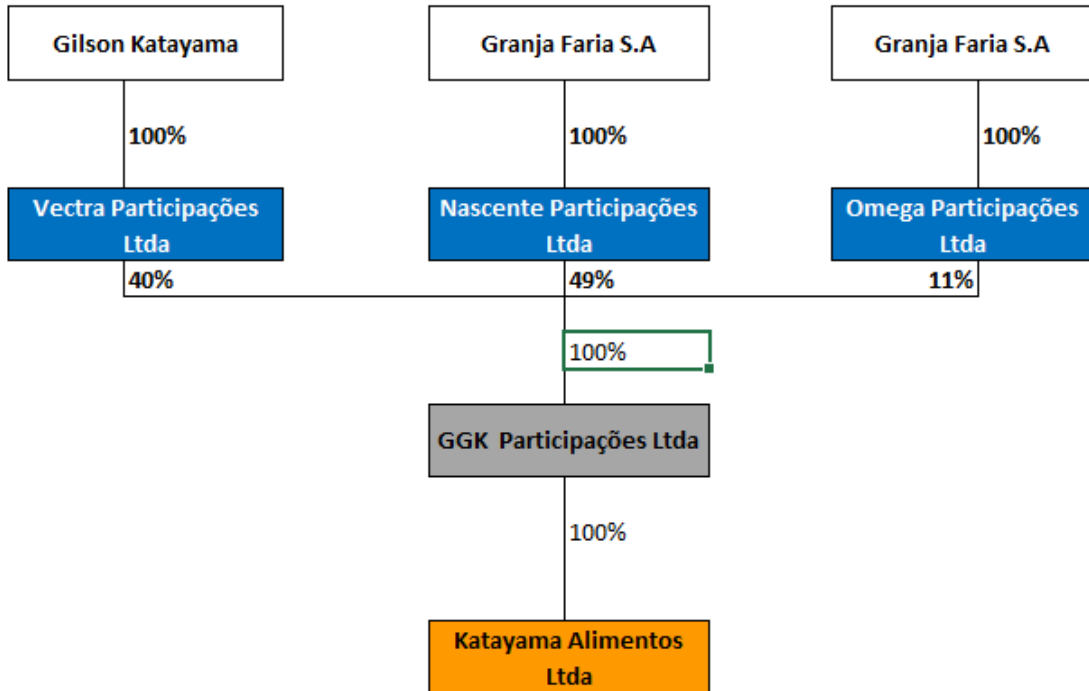 Gilson Katayama
Granja Faria S.A
Granja Faria S.A
100%
100%
100%
Vectra Participações
Ltda
Nascente Participações
Ltda
Omega Participações
Ltda
40%
49%
11%
100%
GGK  Participações Ltda
100%
Katayama Alimentos
Ltda